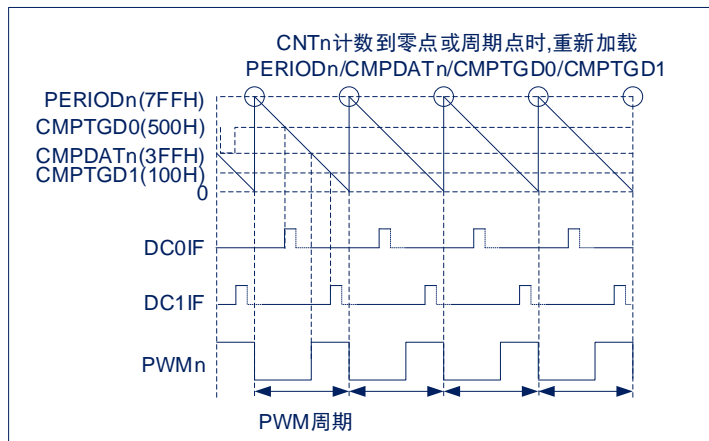 CNTn计数到零点或周期点时,重新加载
PERIODn/CMPDATn/CMPTGD0/CMPTGD1
PERIODn(7FFH)
CMPTGD0(500H)
CMPDATn(3FFH)
CMPTGD1(100H)
0
DC0IF
DC1IF
PWMn
PWM周期